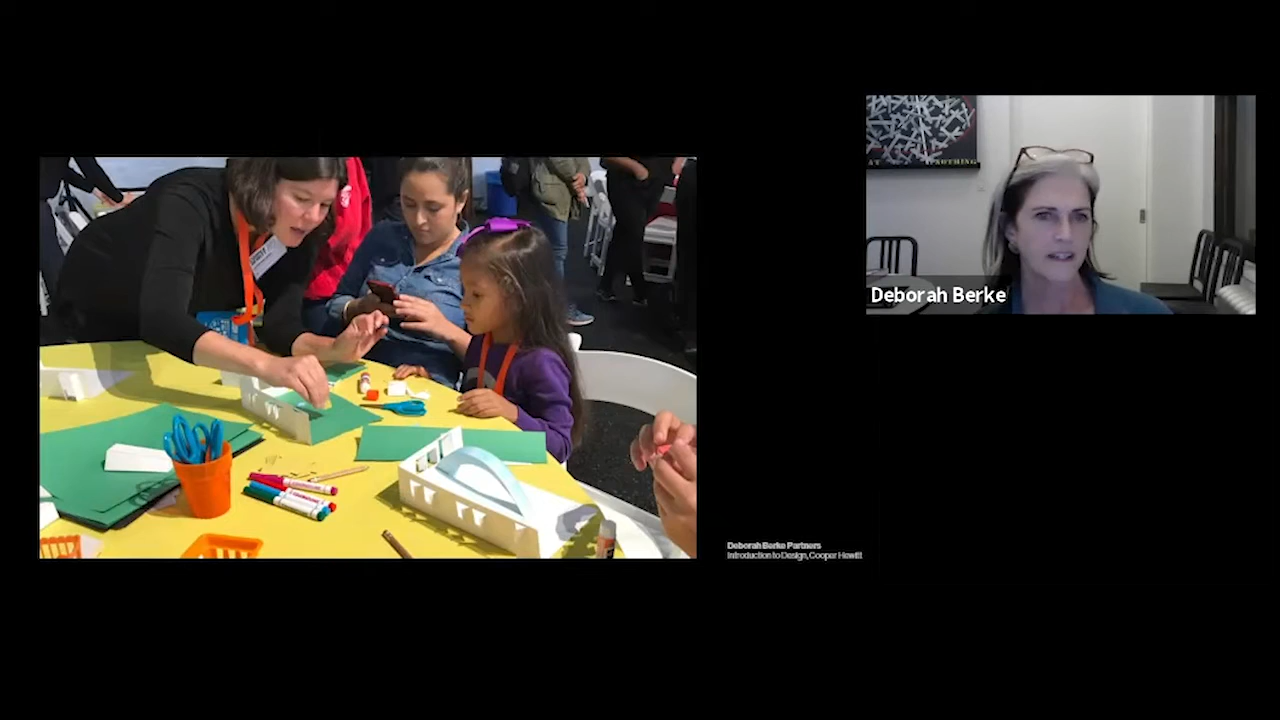 Deborah Berke
Deborah Berke Partners
Introduction to Design, Cooper Hewitt